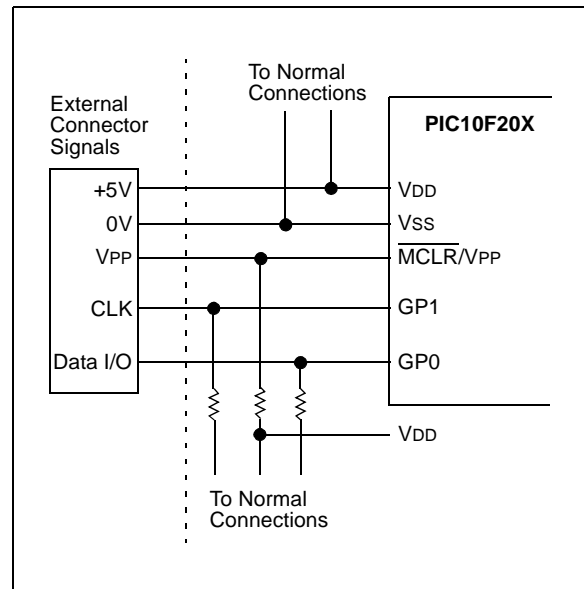 To Normal
Connections
External
Connector
Signals
PIC10F20X
+5V
VDD
0V
VSS
VPP
MCLR/VPP
CLK
GP1
Data I/O
GP0
VDD
To Normal
Connections